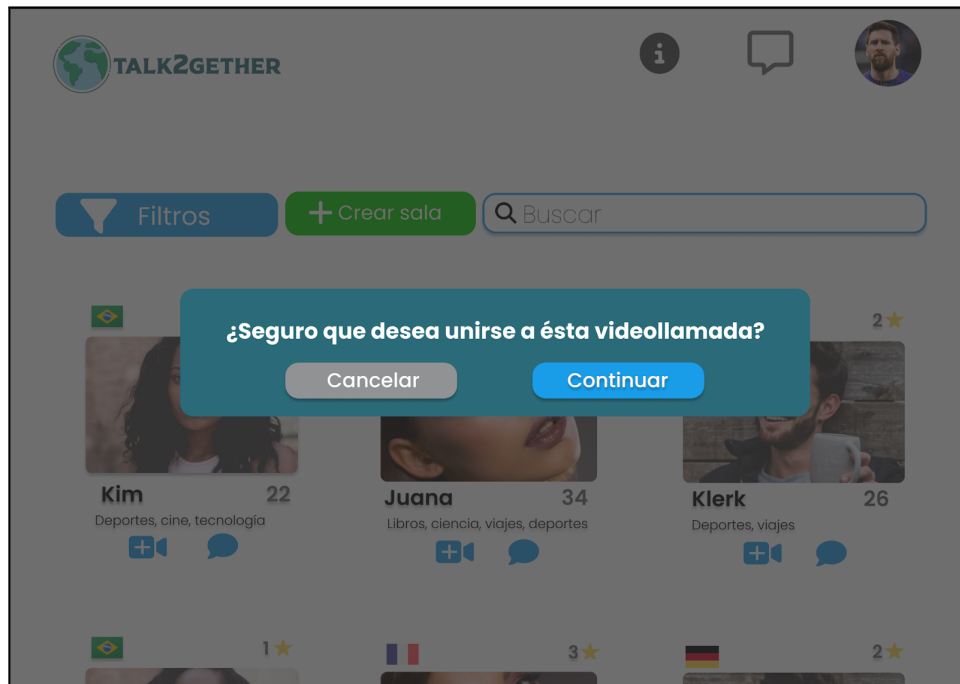 TALK2GETHER
Filtros
Crear sala
Buscar
2
¿Seguro que desea unirse a ésta videollamada?
Cancelar
Continuar
Kim 22
Deportes, cine, tecnología
Juana 34
Libros, ciencia, viajes, deportes
Klerk 26
Deportes, viajes
1
3
2